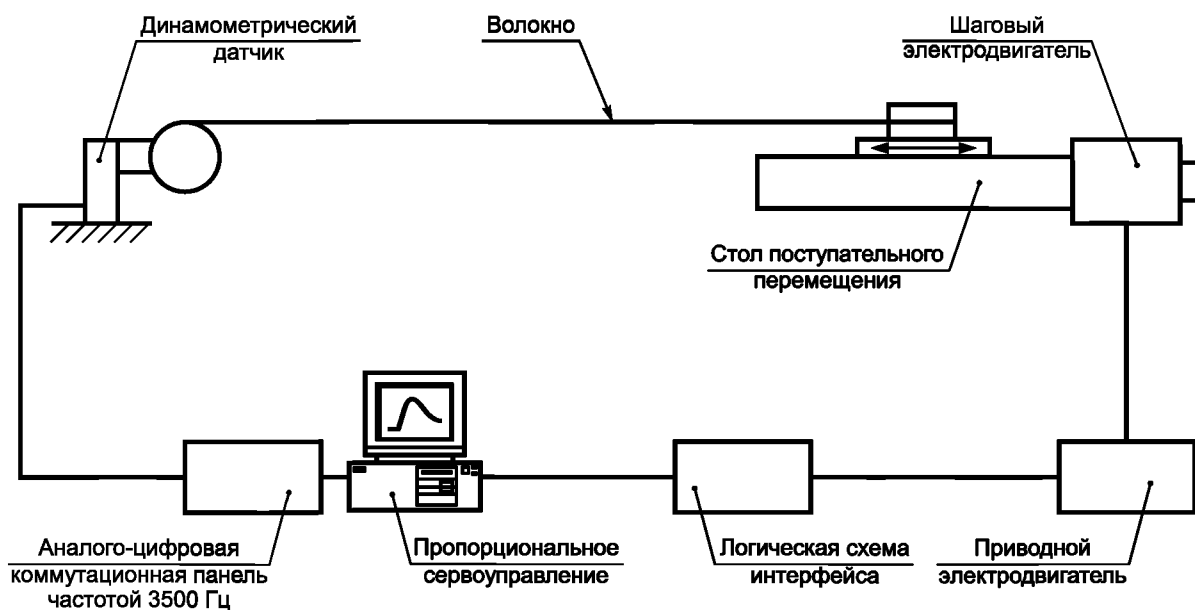 Динамометрический
датчик
Волокно
Шаговый
электродвигатель
Стол поступательного
перемещения
Аналого-цифровая
коммутационная панель
частотой 3500 Гц
Пропорциональное
сервоуправление
Логическая схема
интерфейса
Приводной
электродвигатель